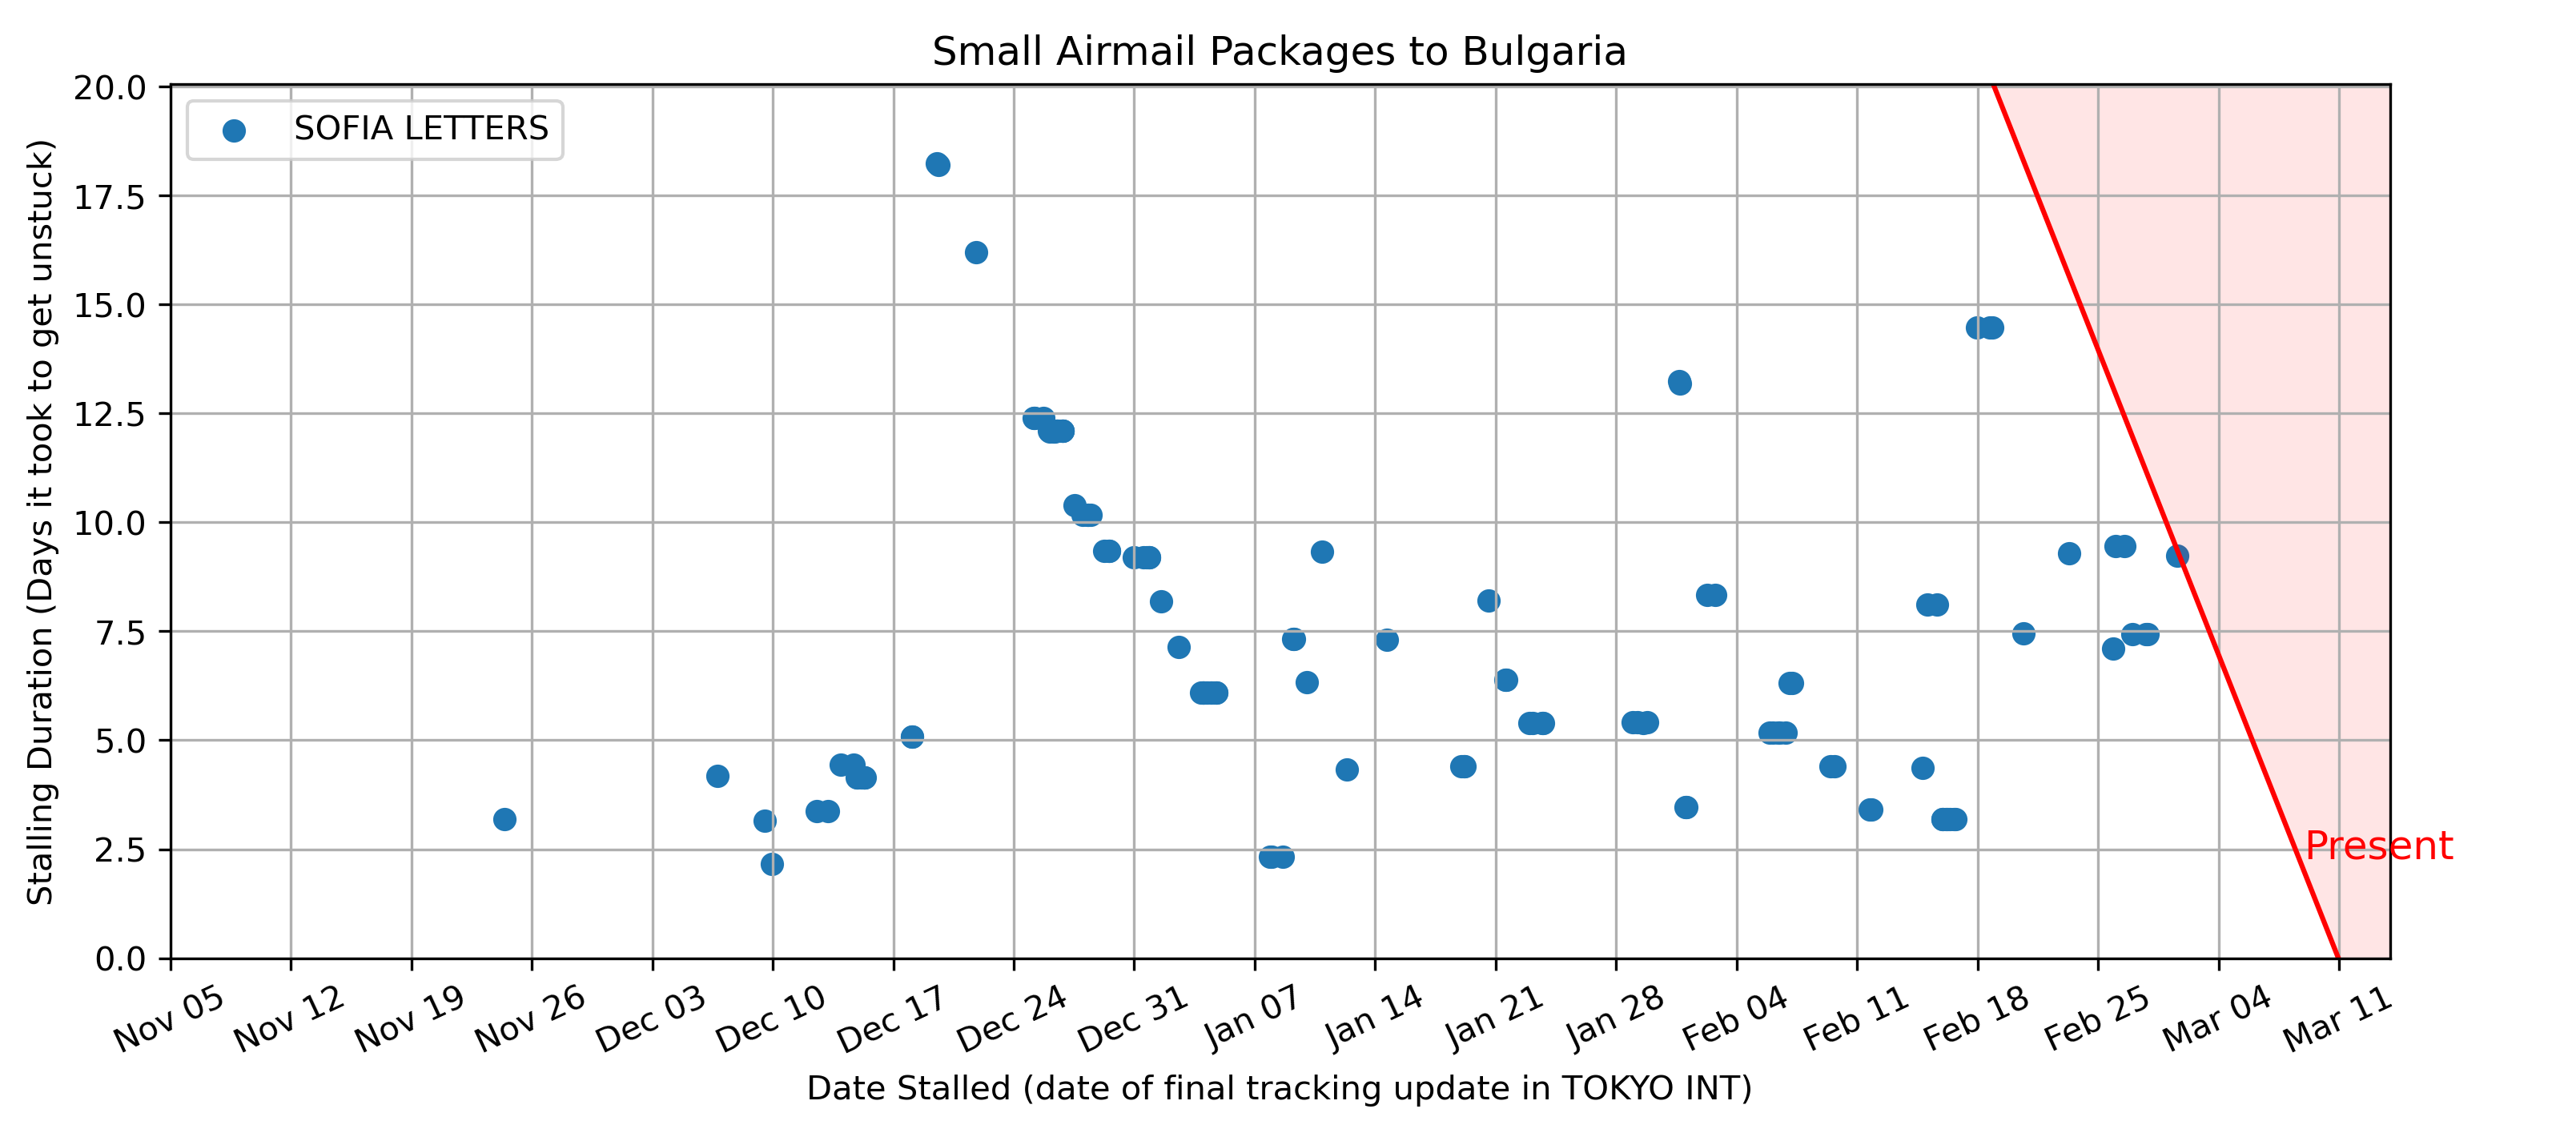 Small Airmail Packages to Bulgaria
SOFIA LETTERS
Stalling Duration (Days it took to get unstuck)
20.0
17.5
15.0
12.5
10.0
7.5
5.0
2.5
0.0
Present
Nov 05
Nov 12
Nov 19
Nov 26
Dec 03
Dec 10
Dec 17
Dec 24
Dec 31
Jan 07
Jan 14
Jan 21
Jan 28
Feb 04
Feb 11
Feb 18
Feb 25
Mar 04
Mar 11
Date Stalled (date of final tracking update in TOKYO INT)